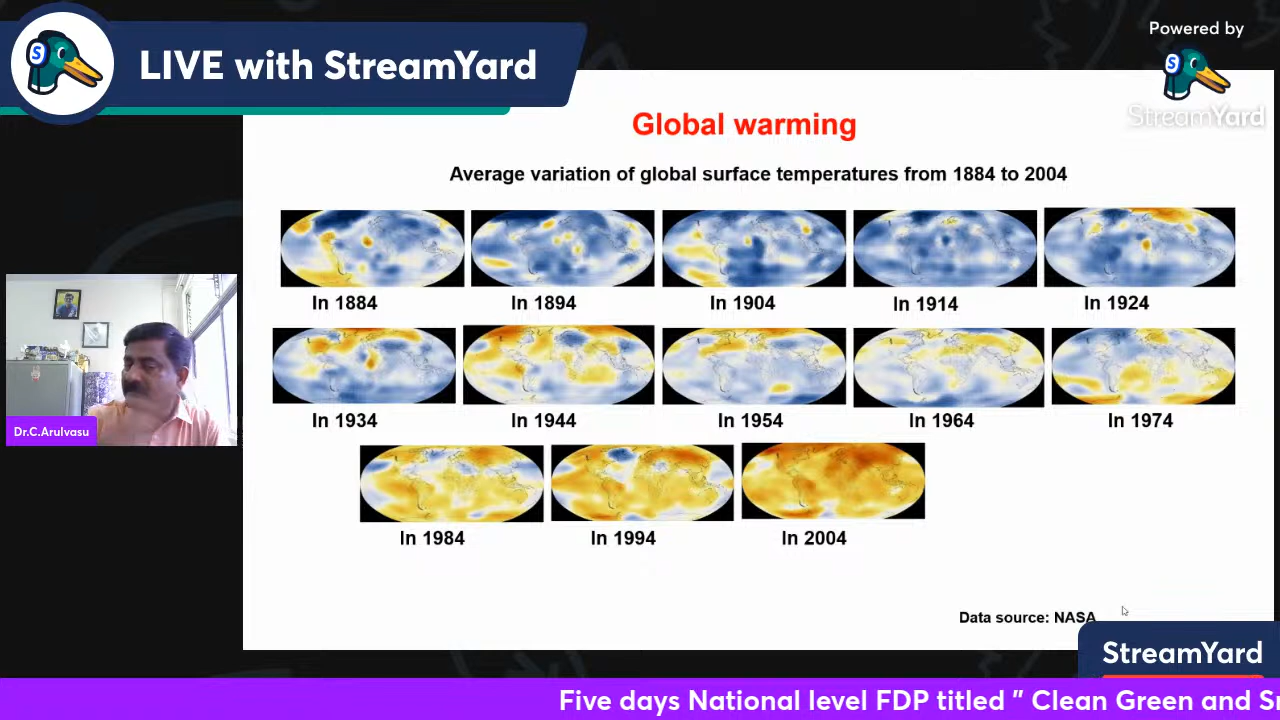 S
LIVE with StreamYard
Powered by
S
StreamYard
Global warming
Average variation of global surface temperatures from 1884 to 2004
In 1884
In 1894
In 1904
In 1914
In 1924
In 1934
In 1944
In 1954
In 1964
In 1974
In 1984
In 1994
In 2004
Dr.C.Arulvasu
Data source: NASA
StreamYard
Five days National level FDP titled " Clean Green and